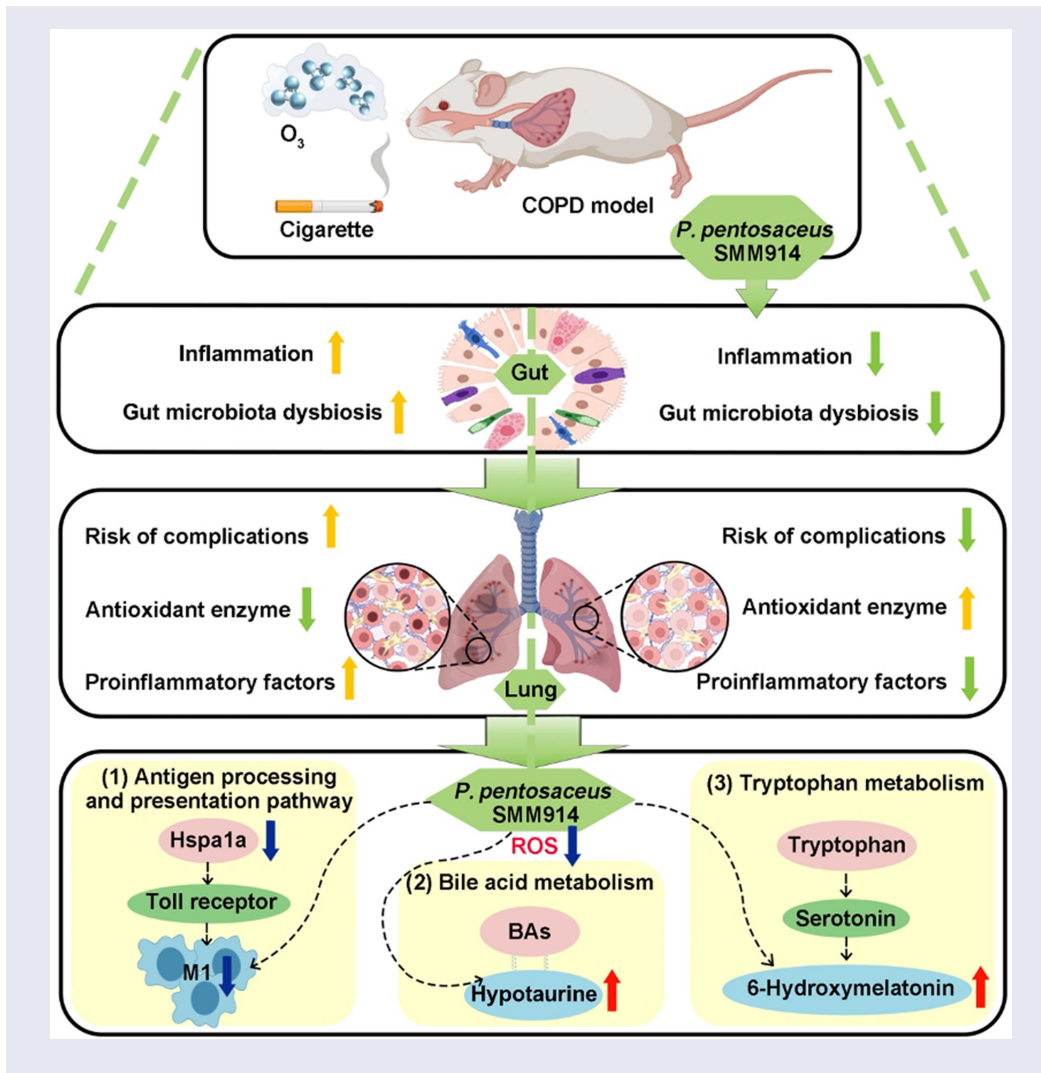 O₃
Cigarette
COPD model
P. pentosaceus
SMM914
Inflammation
Gut microbiota dysbiosis
Gut
Inflammation
Gut microbiota dysbiosis
Risk of complications
Antioxidant enzyme
Proinflammatory factors
Lung
Risk of complications
Antioxidant enzyme
Proinflammatory factors
(1) Antigen processing
and presentation pathway
Hspa1a
Toll receptor
M1
P. pentosaceus
SMM914
ROS
(2) Bile acid metabolism
BAs
Hypotaurine
(3) Tryptophan metabolism
Tryptophan
Serotonin
6-Hydroxymelatonin